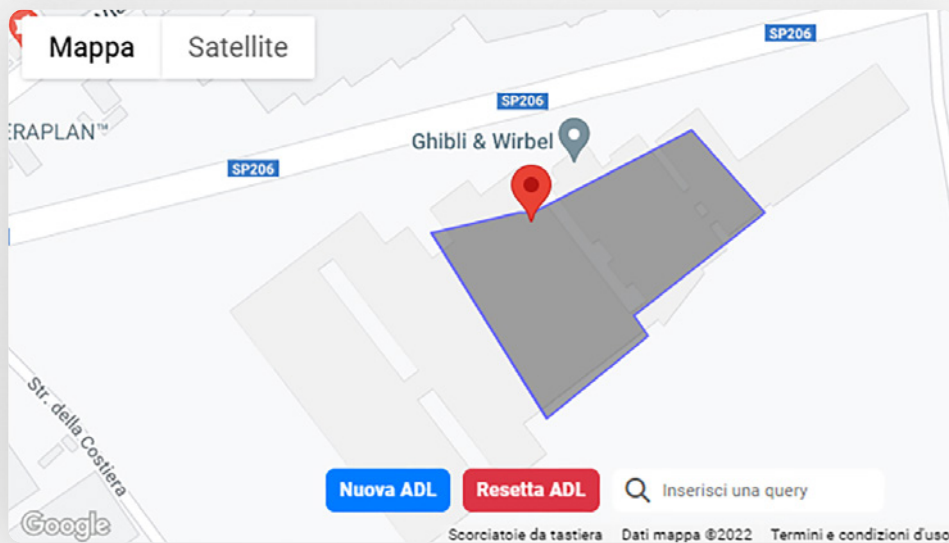 Mappa
Satellite
SP206
SP206
ERAPLAN™
Ghibli & Wirbel
SP206
Str. della Costiera
Nuova ADL
Resetta ADL
Inserisci una query
Google
Scorciatoie da tastiera
Dati mappa ©2022
Termini e condizioni d'uso